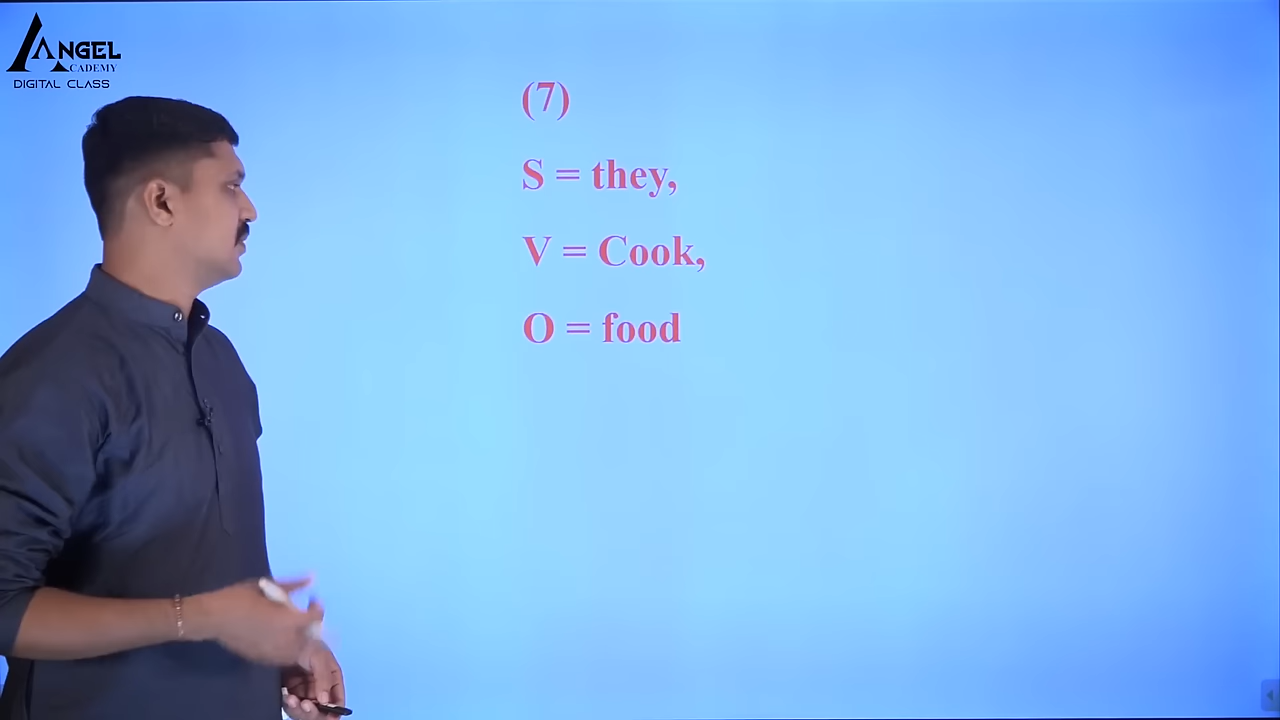 ANGEL
ACADEMY
DIGITAL CLASS
(7)
S = they,
V = Cook,
O = food